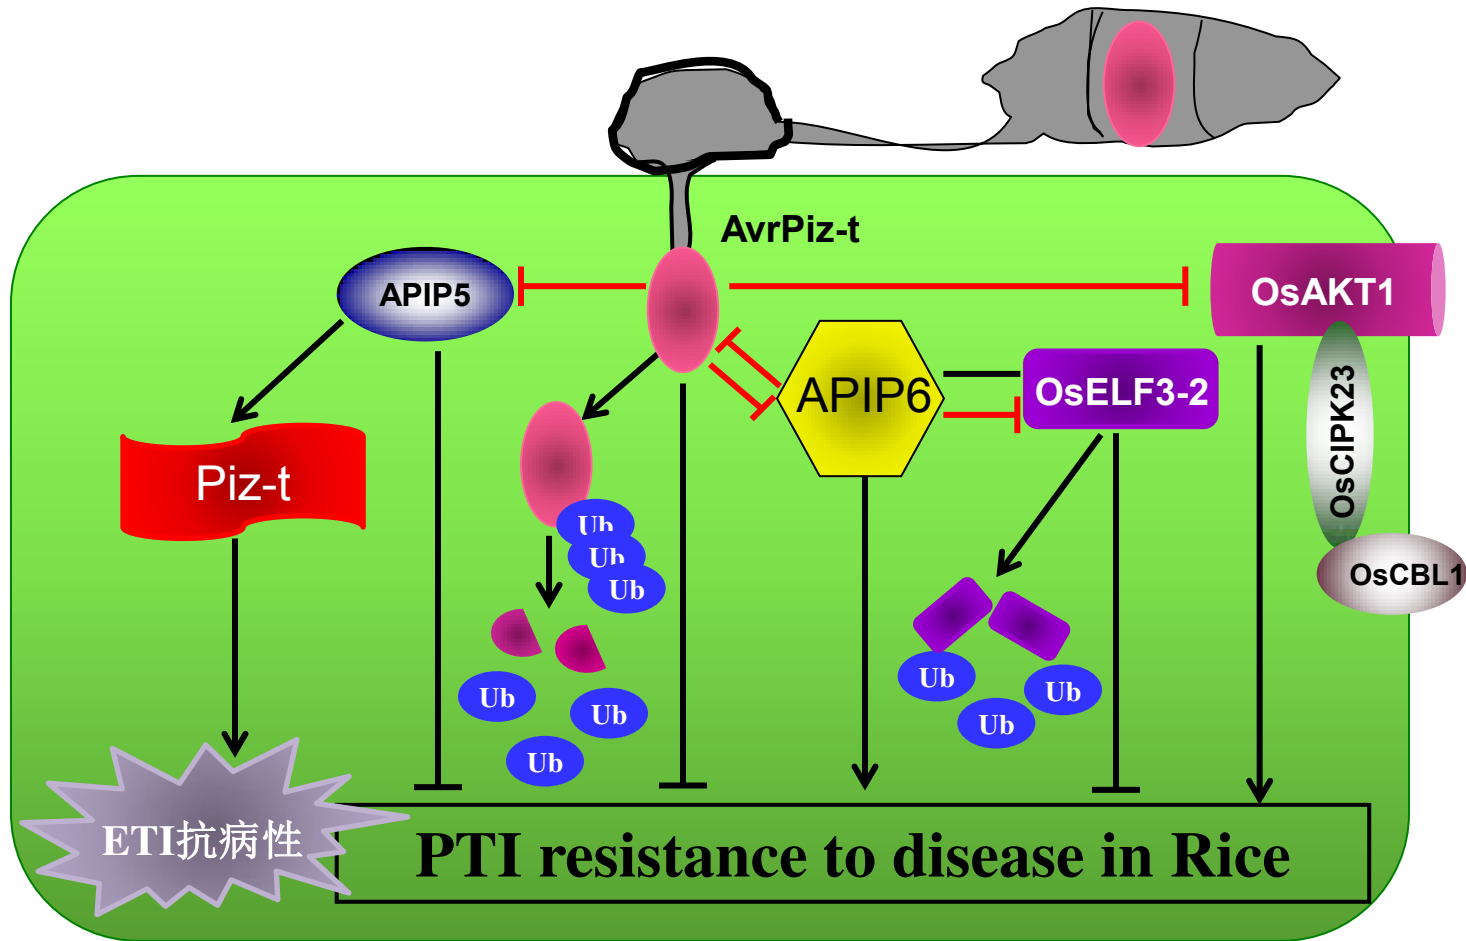 AvrPiz-t
APIP5
OsAKT1
APIP6
OsELF3-2
OsCIPK23
Piz-t
Ub
Ub
Ub
OsCBL1
Ub
Ub
Ub
Ub
Ub
Ub
ETI抗病性
PTI resistance to disease in Rice